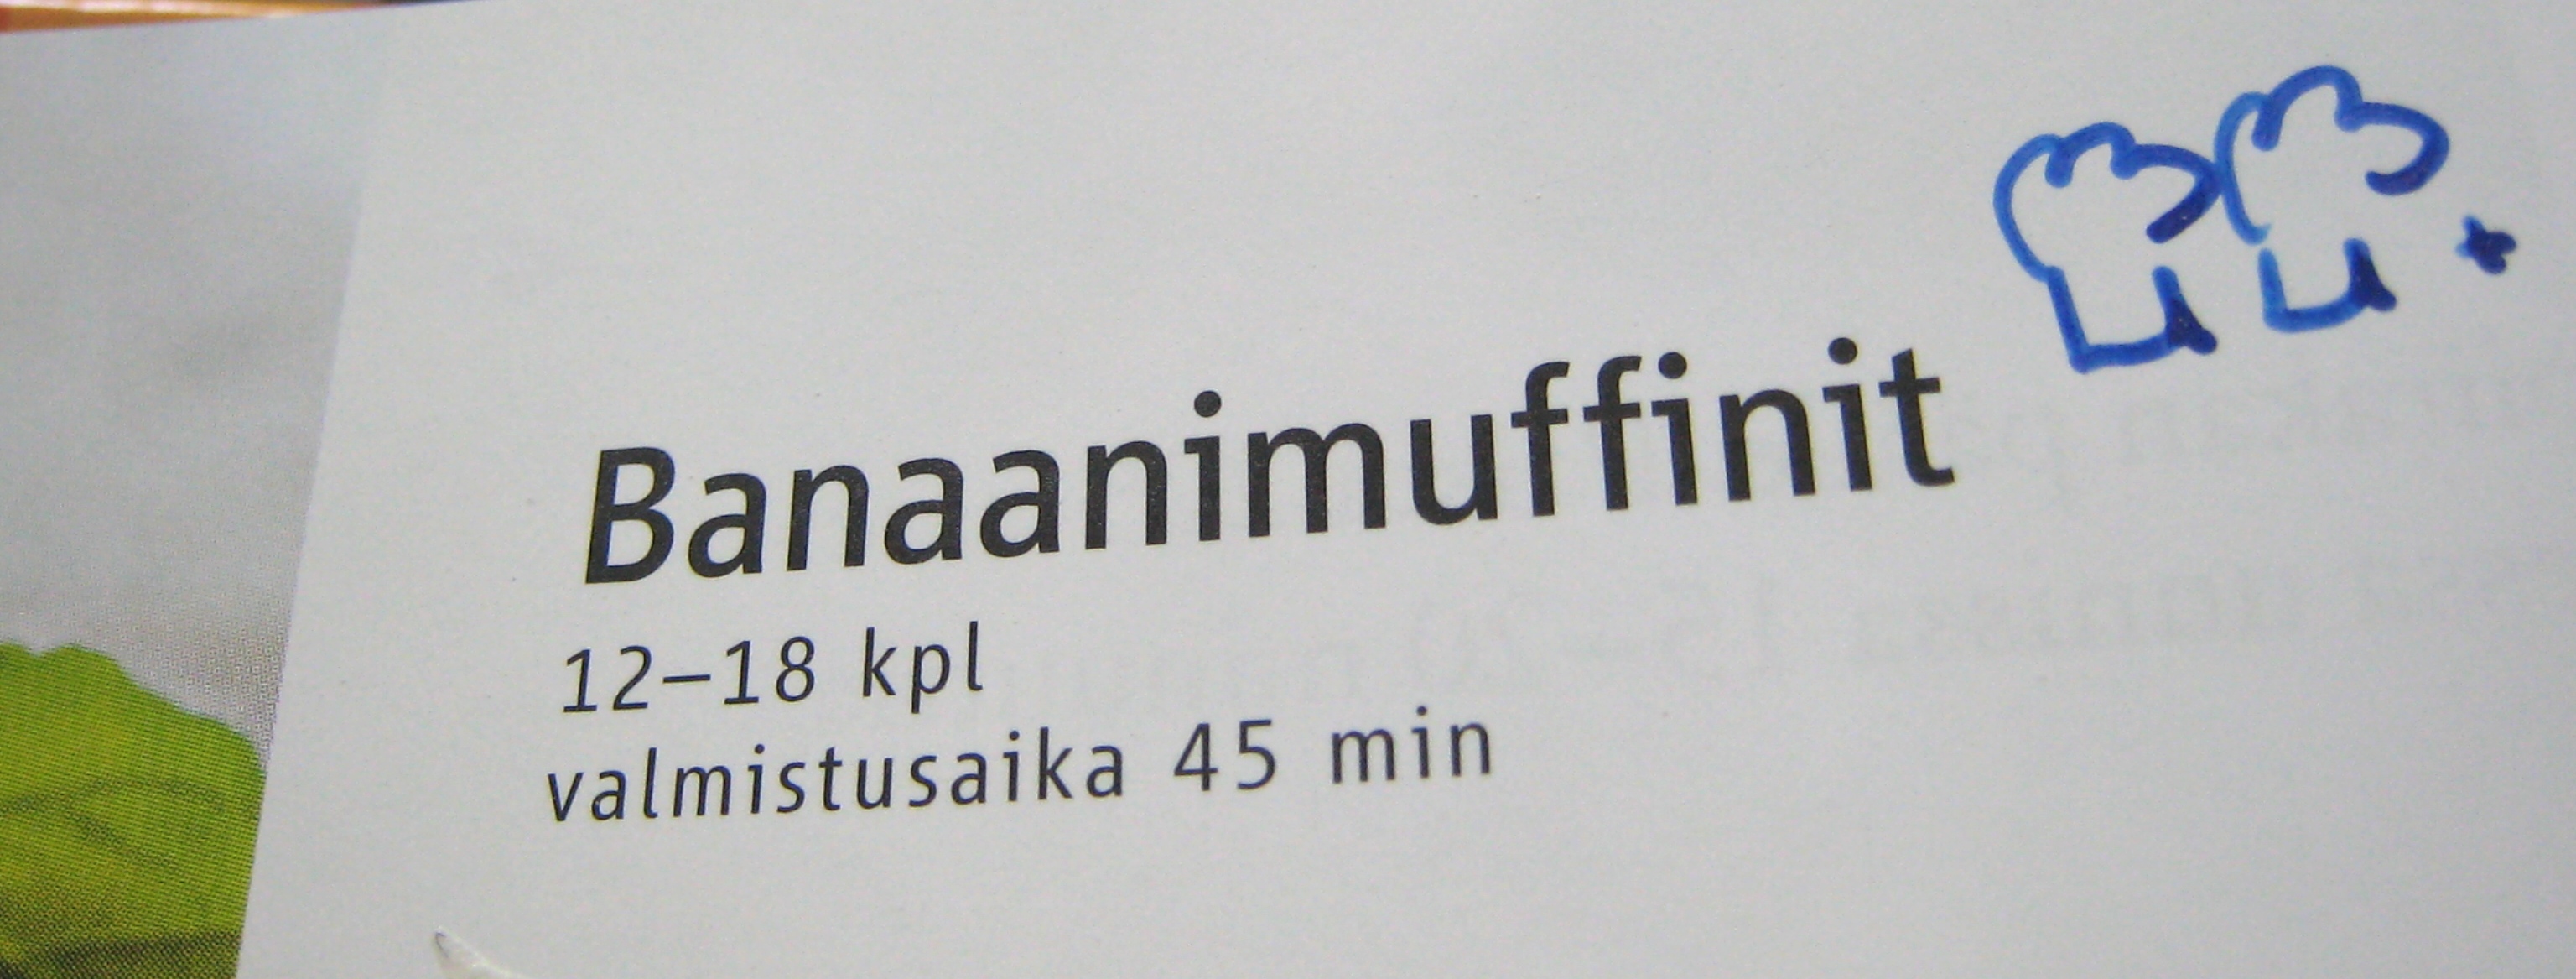 Banaanimuffinit
12–18 kpl
valmistusaika 45 min